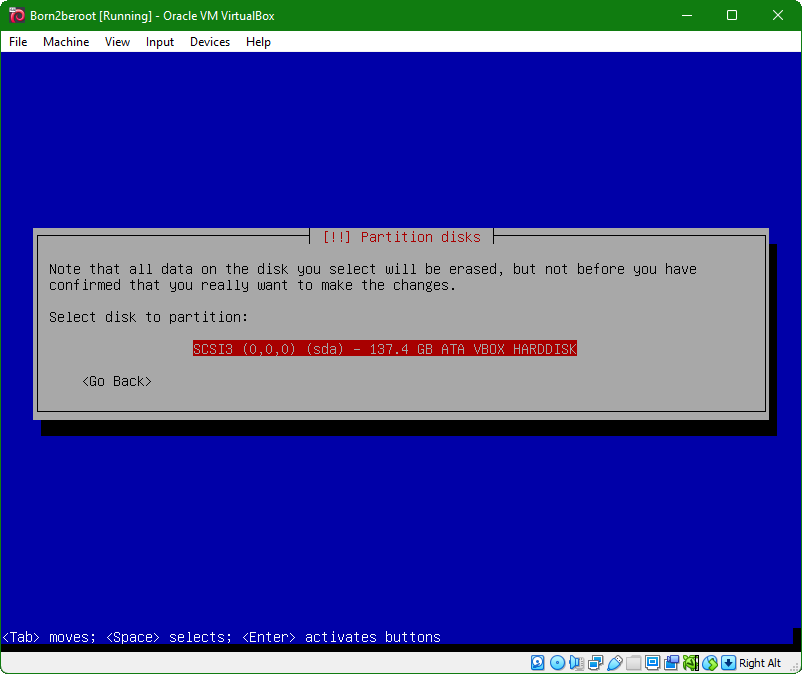 Born2beroot [Running] - Oracle VM VirtualBox
File Machine View Input Devices Help
[!!] Partition disks
Note that all data on the disk you select will be erased, but not before you have
confirmed that you really want to make the changes.
Select disk to partition:
SCSI3 (0,0,0) (sda) - 137.4 GB ATA VBOX HARDDISK
<Go Back>
<Tab> moves; <Space> selects; <Enter> activates buttons
Right Alt